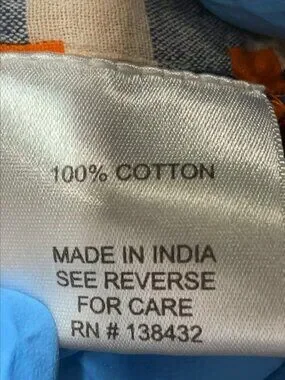 100% COTTON
MADE IN INDIA
SEE REVERSE
FOR CARE
RN # 138432